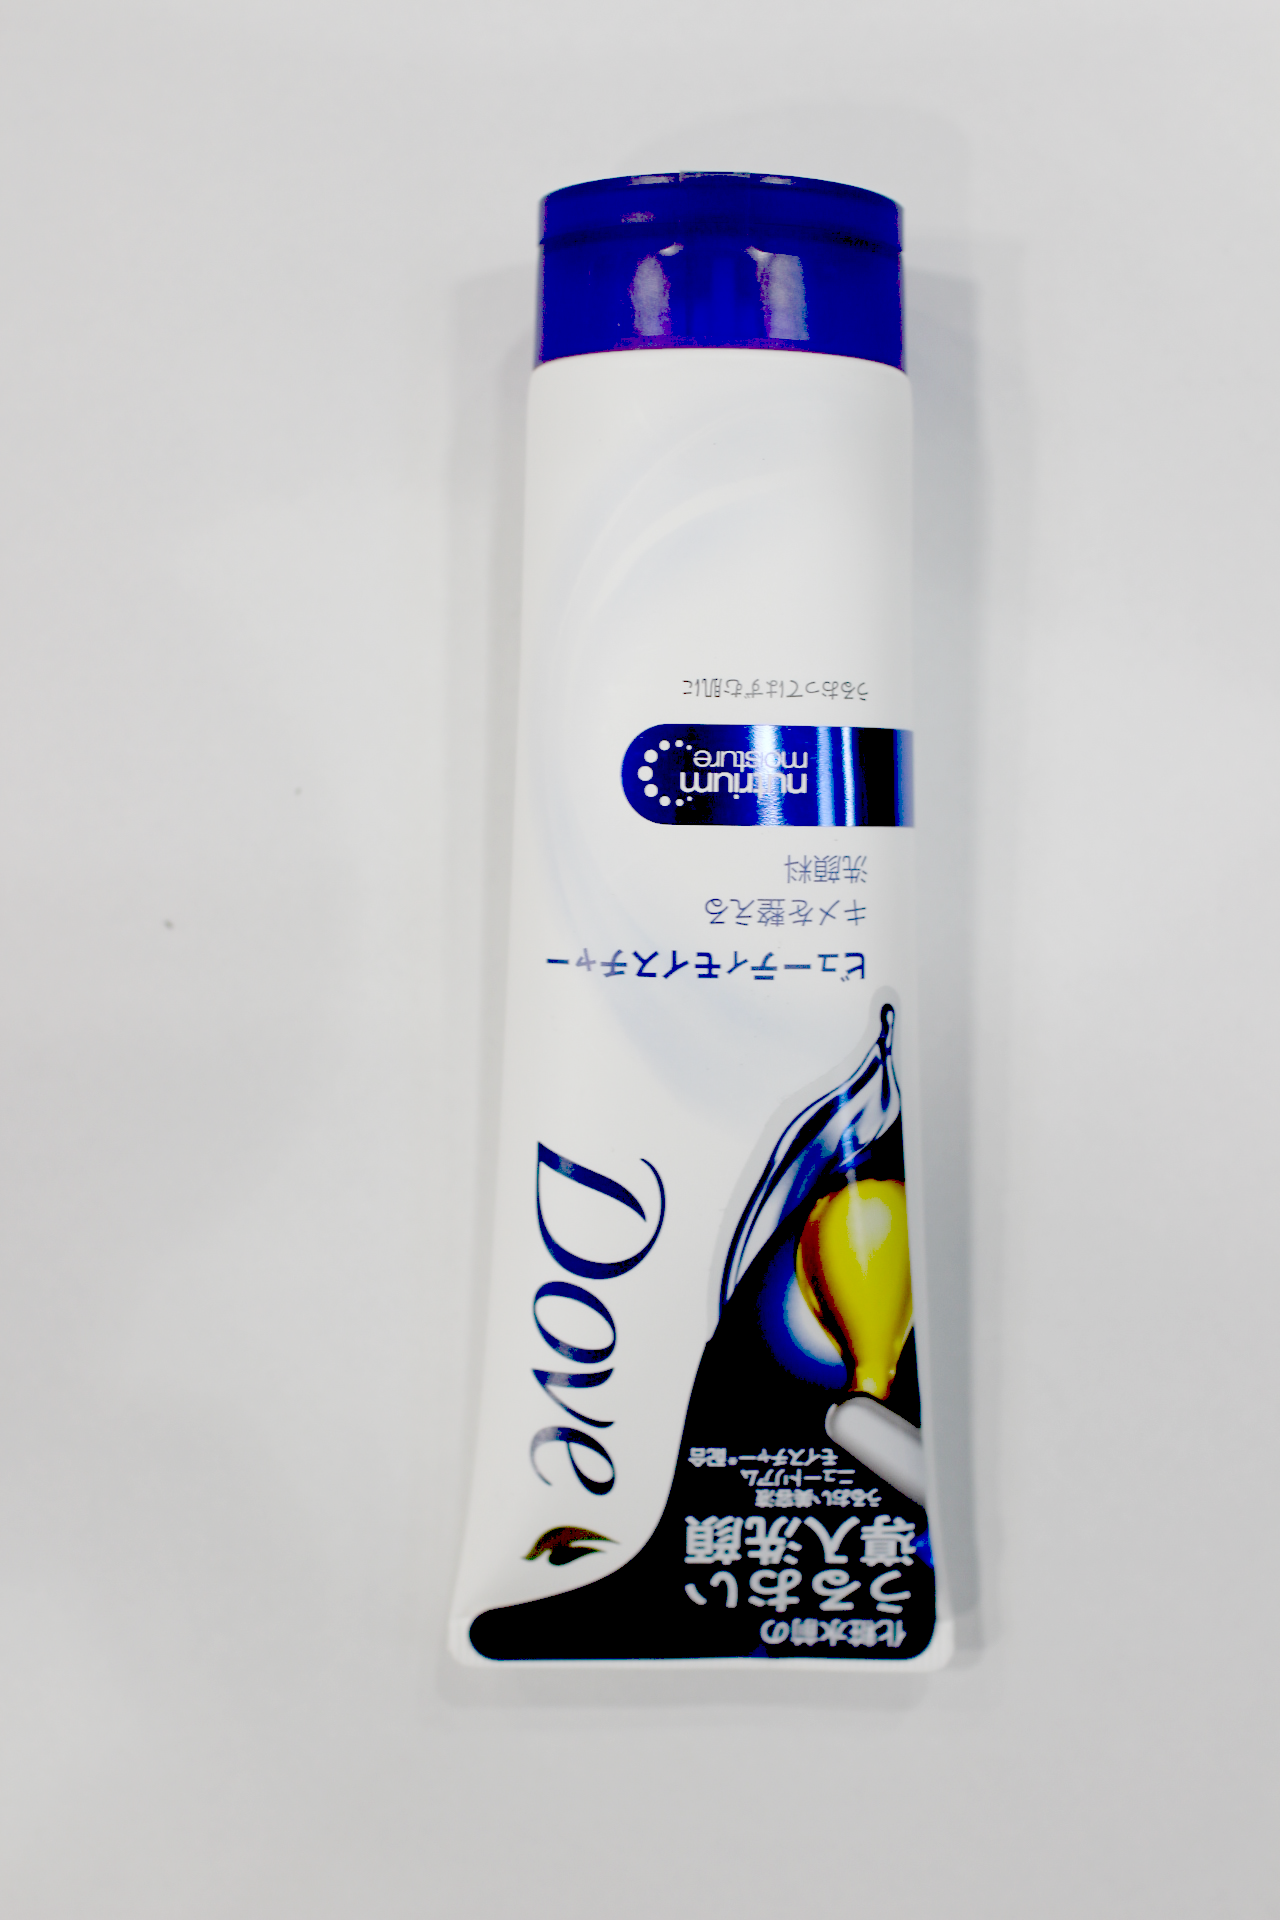 化粧水前の
うるおい
導入洗顔
うるおい美容液
ニュートリアム
モイスチャー*配合
Dove
ビューティモイスチャー
キメを整える
洗顔料
nutrium
moisture
うるおってはずむ肌に